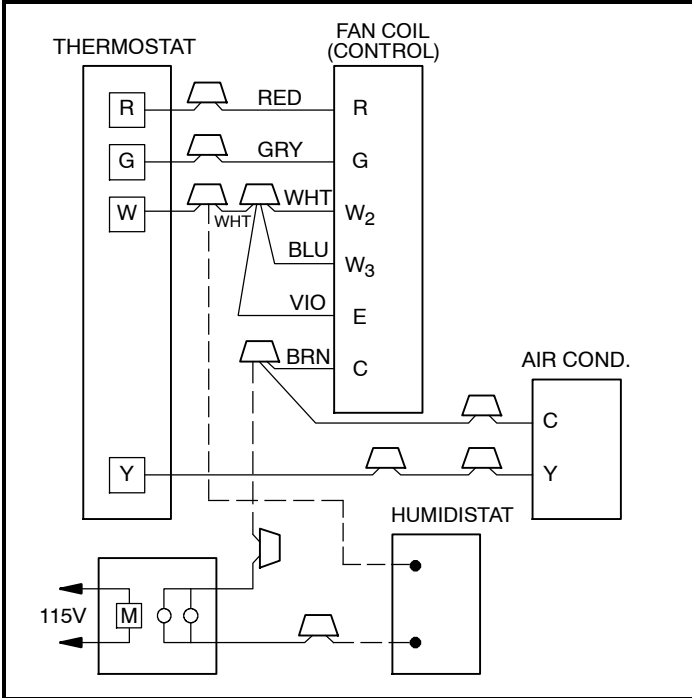 THERMOSTAT
FAN COIL
(CONTROL)
R
RED
R
G
GRY
G
W
WHT
WHT
W2
BLU
W3
VIO
E
BRN
C
AIR COND.
C
Y
Y
HUMIDISTAT
115V
M